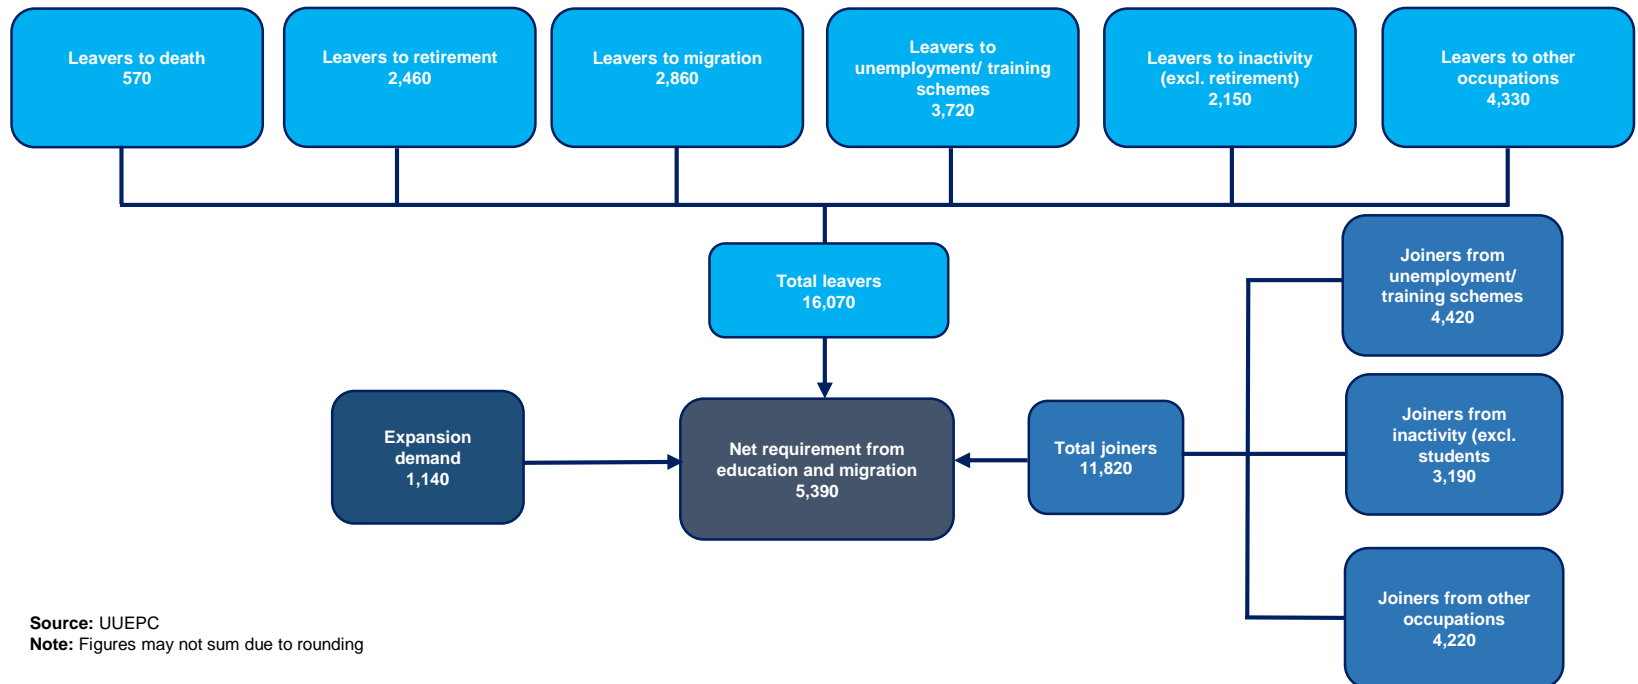 Leavers to death
570
Leavers to retirement
2,460
Leavers to migration
2,860
Leavers to
unemployment/ training
schemes
3,720
Leavers to inactivity
(excl. retirement)
2,150
Leavers to other
occupations
4,330
Total leavers
16,070
Joiners from
unemployment/
training schemes
4,420
Expansion
demand
1,140
Net requirement from
education and migration
5,390
Total joiners
11,820
Joiners from
inactivity (excl.
students
3,190
Joiners from other
occupations
4,220
Source: UUEPC
Note: Figures may not sum due to rounding